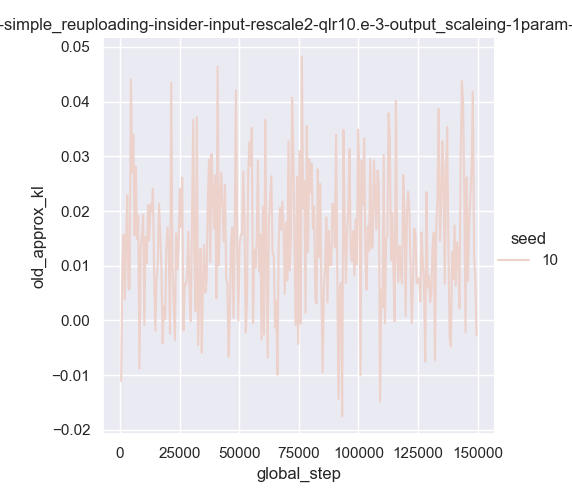 -simple_reuploading-insider-input-rescale2-qlr10.e-3-output_scaleing-1param-
0.05
0.04
0.03
0.02
0.01
0.00
−0.01
−0.02
old_approx_kl
0 25000 50000 75000 100000 125000 150000
global_step
seed
10